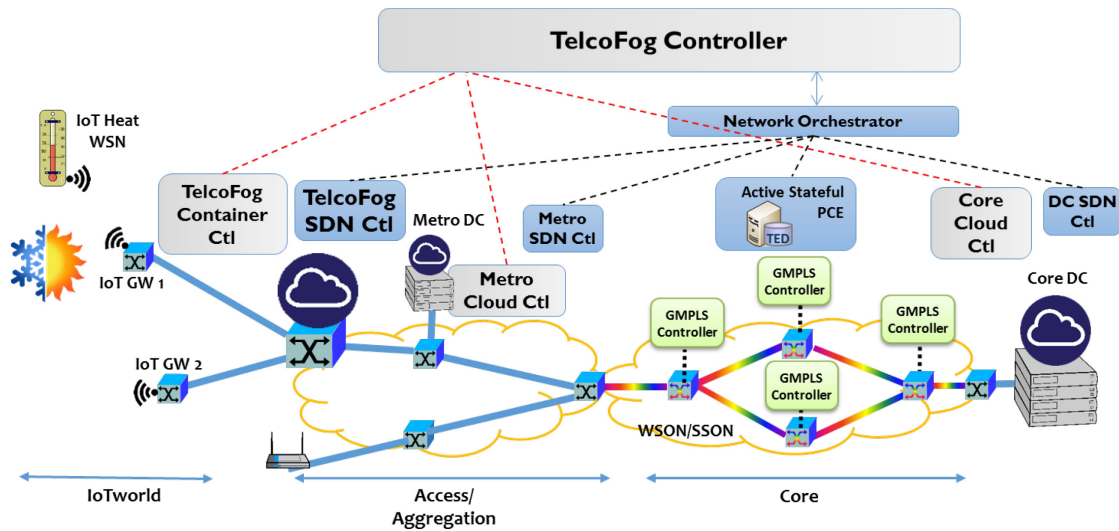 TelcoFog Controller
Network Orchestrator
IoT Heat
WSN
TelcoFog
Container
Ctl
TelcoFog
SDN Ctl
Metro DC
Metro
SDN Ctl
Active Stateful
PCE
TED
Core
Cloud
Ctl
DC SDN
Ctl
IoT GW 1
Metro
Cloud Ctl
GMPLS
Controller
GMPLS
Controller
GMPLS
Controller
Core DC
IoT GW 2
GMPLS
Controller
WSON/SSON
IoTworld
Access/
Aggregation
Core